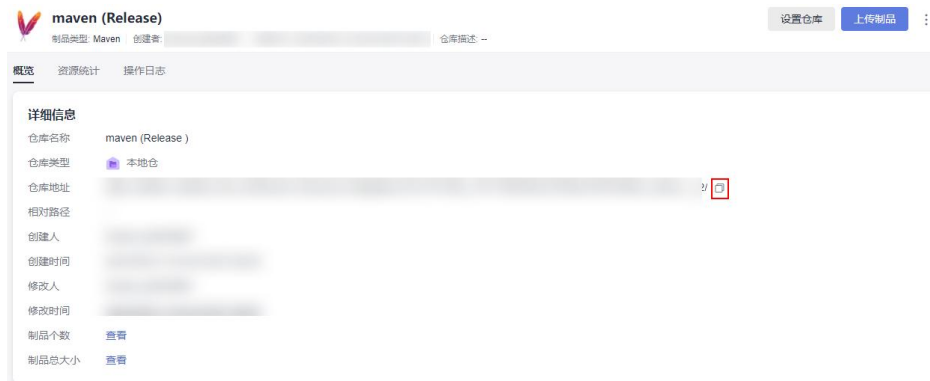 maven (Release)
设置仓库 上传制品
制品类型: Maven 创建者: 仓库描述: --
概览 资源统计 操作日志
详细信息
仓库名称 maven (Release )
仓库类型 本地仓
仓库地址 2/
相对路径
创建人
创建时间
修改人
修改时间
制品个数 查看
制品总大小 查看